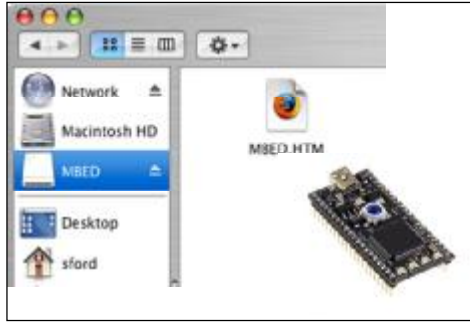 Network
Macintosh HD
MBED
MBED.HTM
Desktop
sford